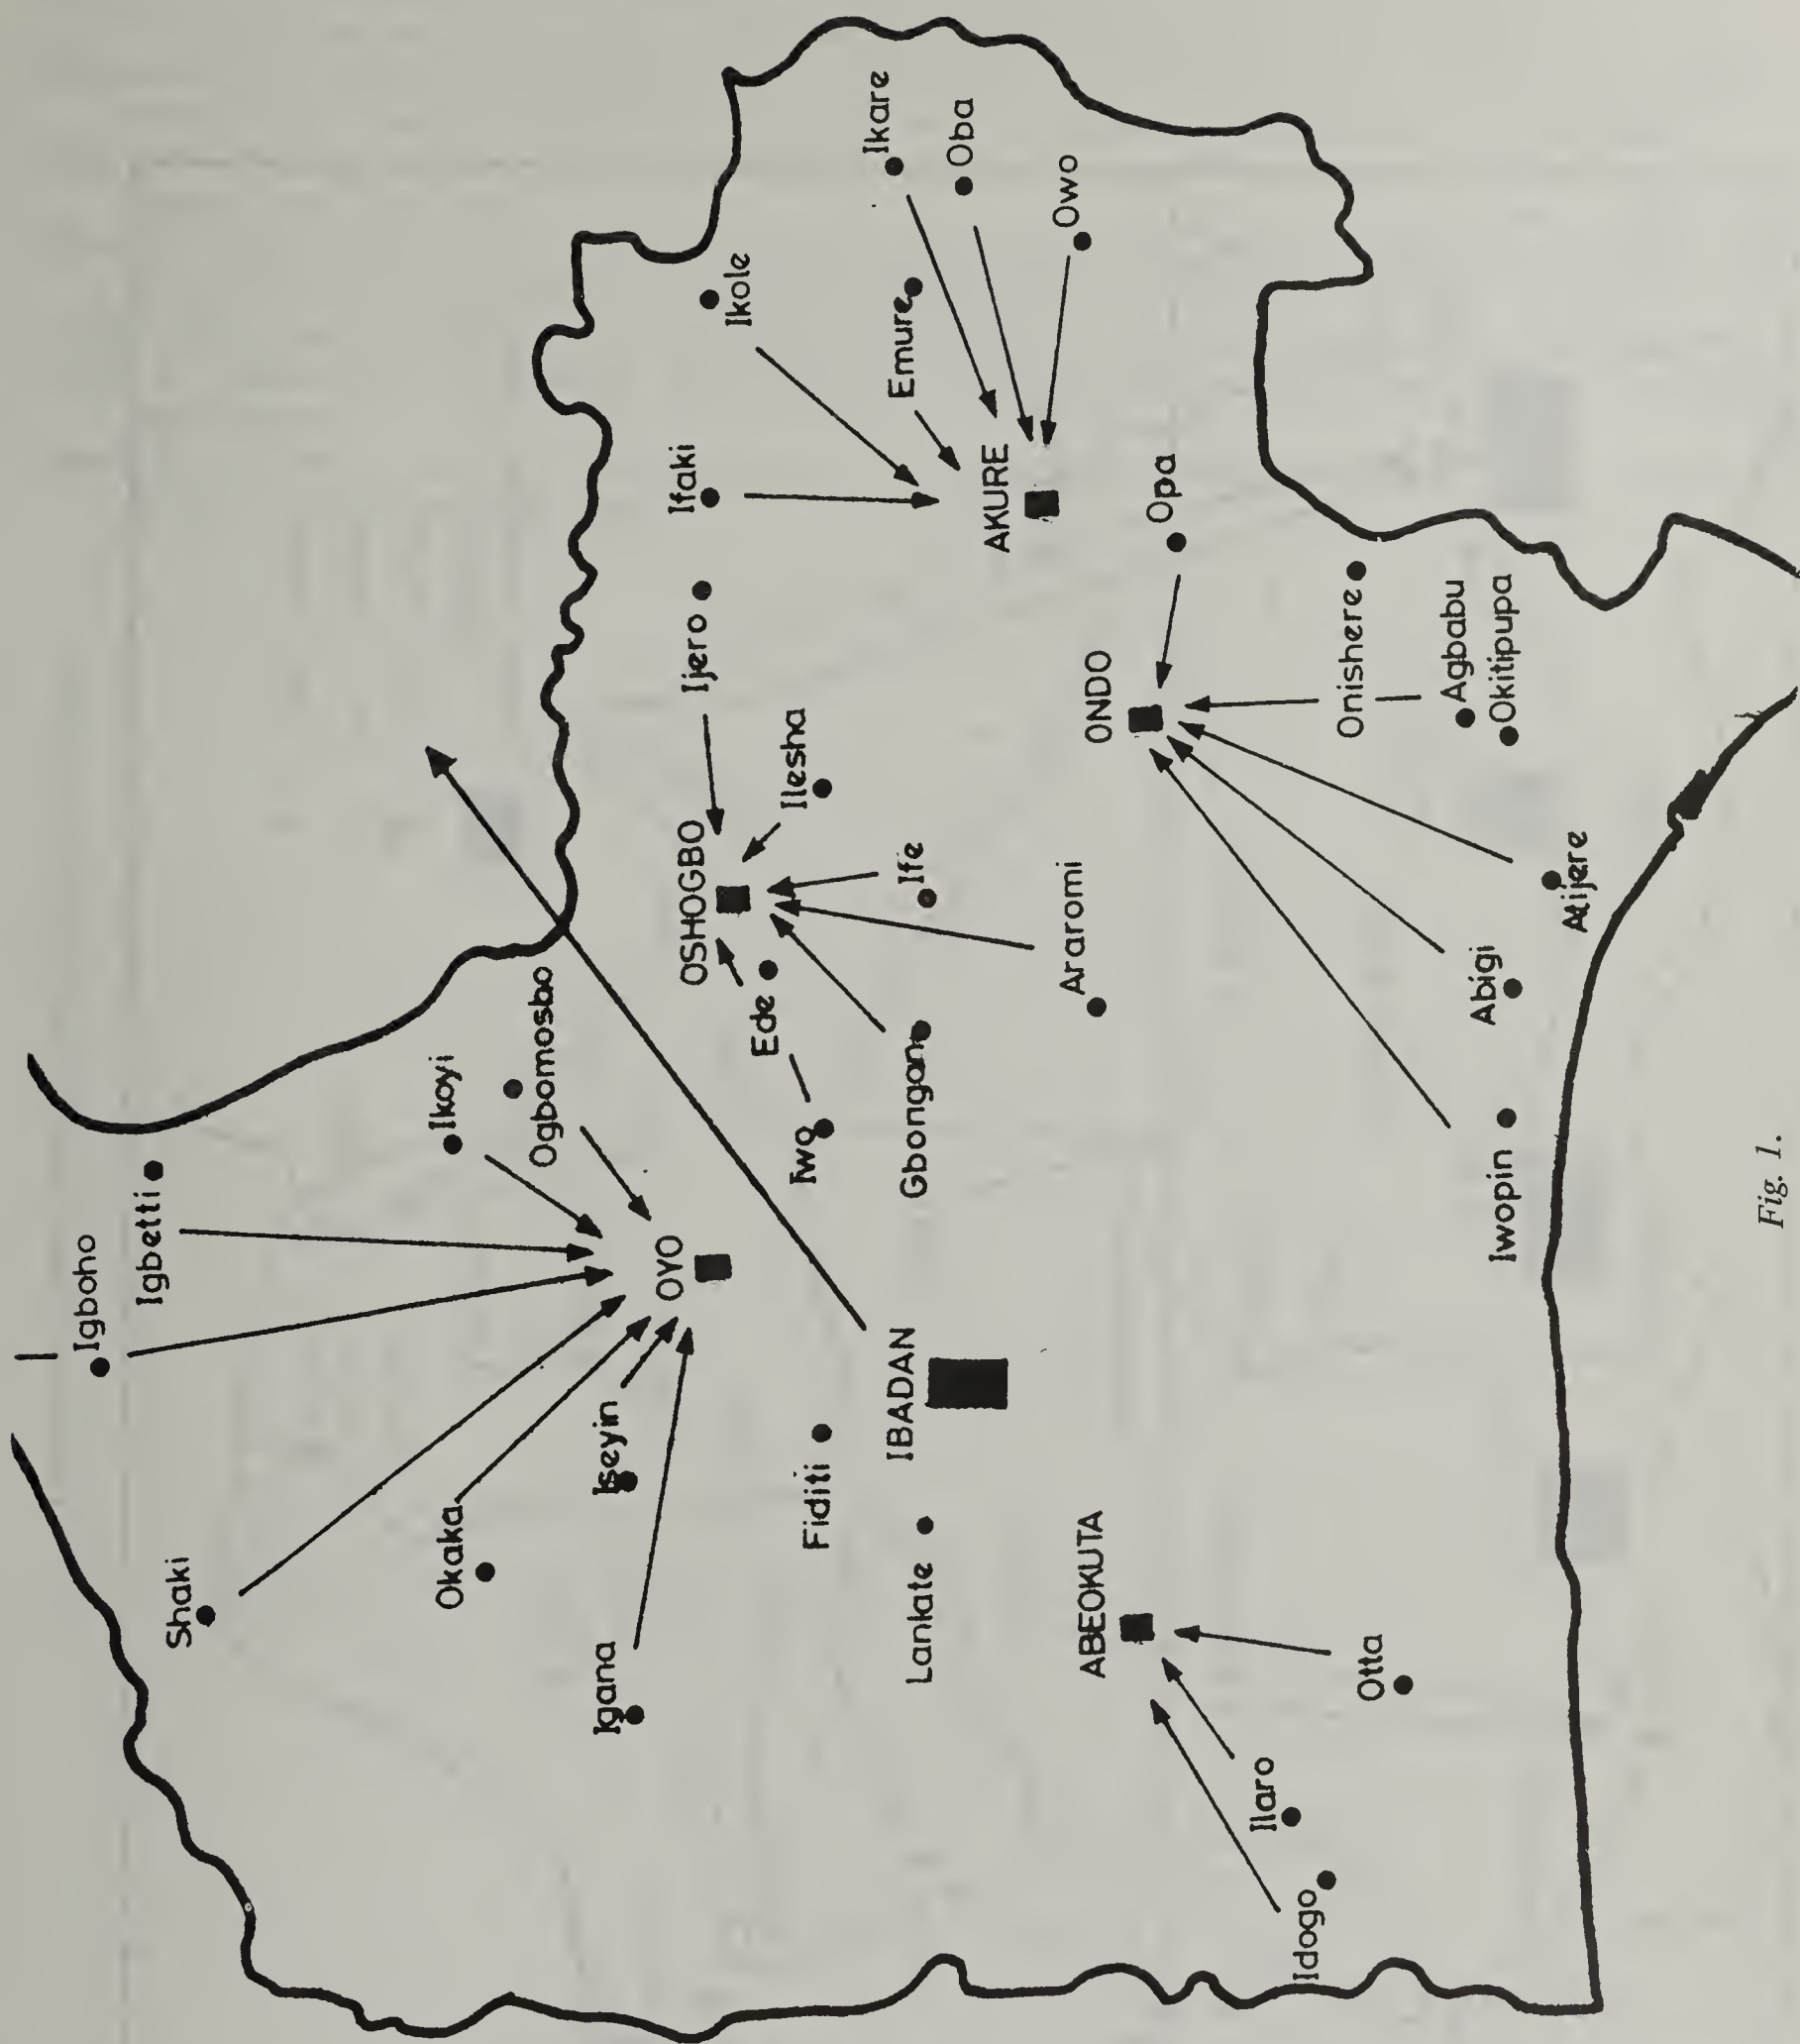 Igboho
Igbetti
Shaki
Ikoyi
Ogbomosbo
Okaka
Iseyin
Igana
OYO
Fiditi
IBADAN
Lanlate
ABEOKUTA
Otta
Ilaro
Idogo
OSHOGBO
Ede
Iwo
Gbongan
Ife
Ilesha
Ijero
Araromi
Ifaki
Ikole
Emure
Ikare
Oba
Owo
AKURE
Opa
ONDO
Onishere
Agbabu
Okitipupa
Atijere
Abigi
Iwopin
Fig. 1.